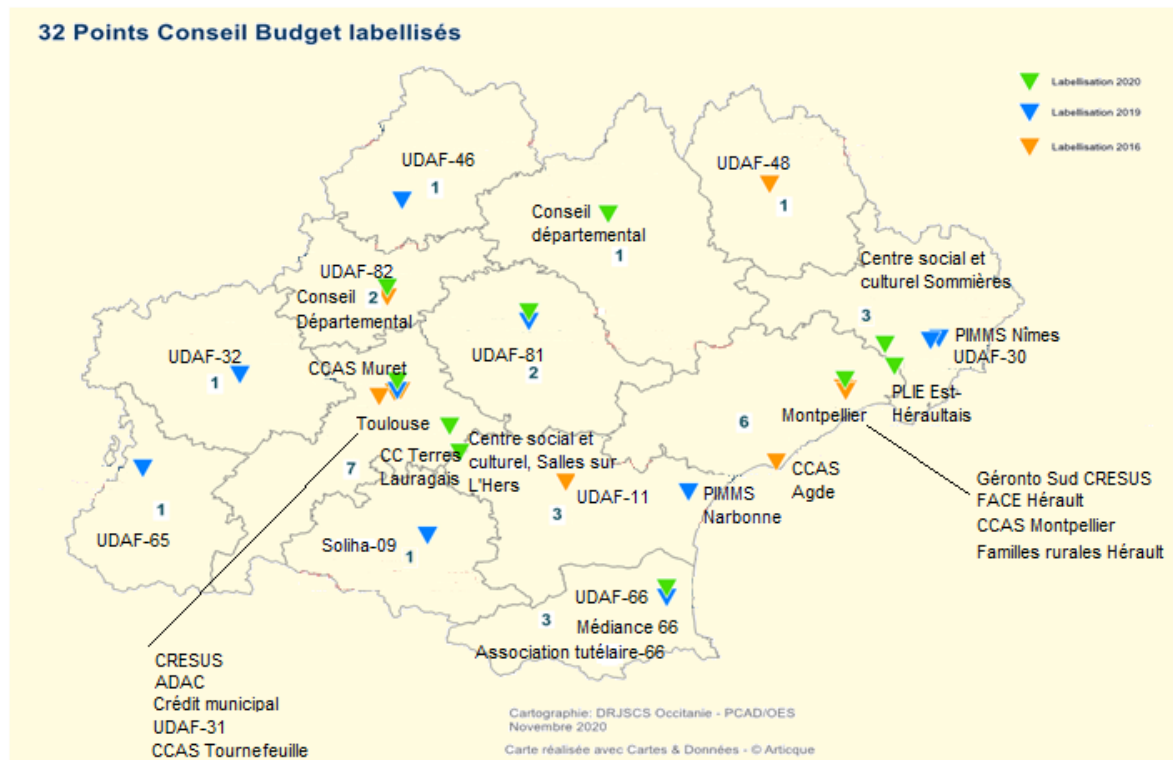 32 Points Conseil Budget labellisés
Labellisation 2020
Labellisation 2019
Labellisation 2016
UDAF-46
1
UDAF-48
1
Conseil
départemental
1
Centre social et
culturel Sommières
3
UDAF-82
Conseil 2
Départemental
PIMMS Nîmes
UDAF-30
UDAF-32
1
UDAF-81
2
CCAS Muret
PLIE Est-
Héraultais
Toulouse
Montpellier
6
CC Terres
Lauragais
7
Centre social et
culturel, Salles sur
L'Hers
CCAS
Agde
UDAF-11
3
PIMMS
Narbonne
Géronto Sud CRESUS
FACE Hérault
CCAS Montpellier
Familles rurales Hérault
1
UDAF-65
Soliha-09
1
UDAF-66
3
Médiance 66
Association tutélaire-66
CRESUS
ADAC
Crédit municipal
UDAF-31
CCAS Tournefeuille
Cartographie: DRJSCS Occitanie - PCAD/OES
Novembre 2020
Carte réalisée avec Cartes & Données - © Articque